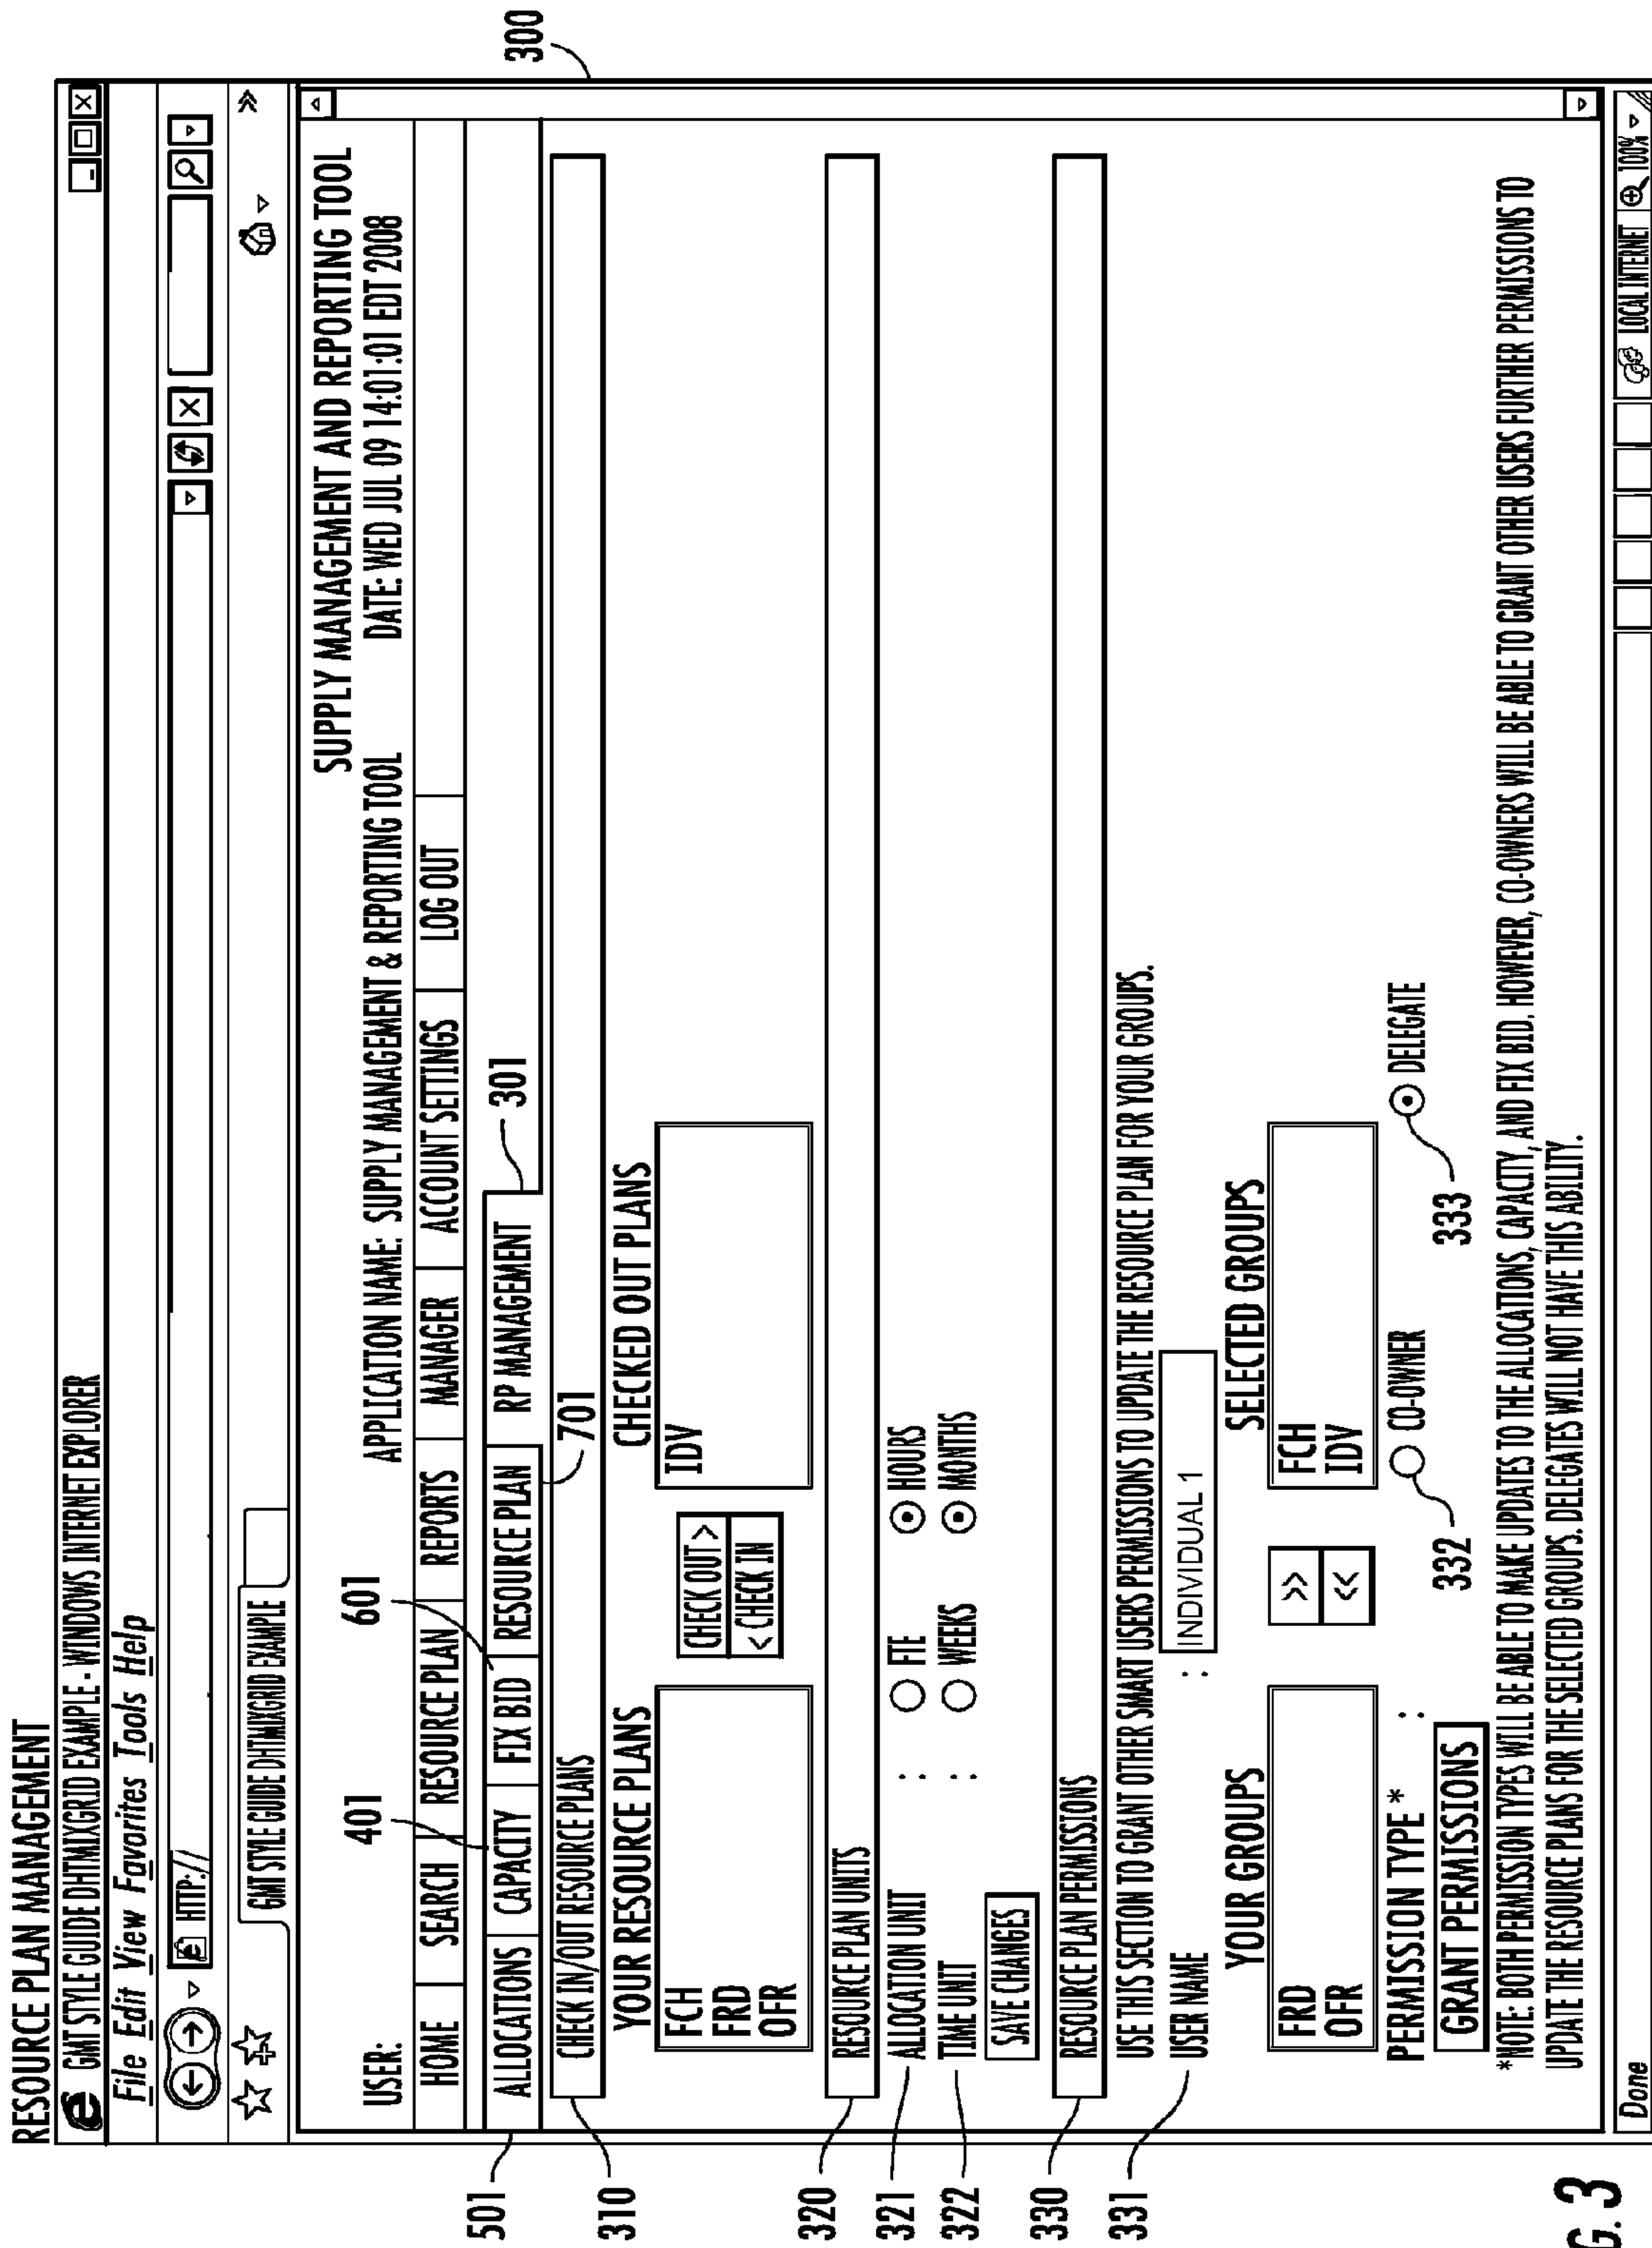 RESOURCE PLAN MANAGEMENT
GMT STYLE GUIDE DHTMIXGRID EXAMPLE - WINDOWS INTERNET EXPLORER
File Edit View Favorites Tools Help
HTTP://
GMT STYLE GUIDE DHTMIXGRID EXAMPLE
300
SUPPLY MANAGEMENT AND REPORTING TOOL
USER: APPLICATION NAME: SUPPLY MANAGEMENT & REPORTING TOOL DATE: WED JUL 09 14:01:01 EDT 2008
HOME SEARCH RESOURCE PLAN REPORTS MANAGER ACCOUNT SETTINGS LOG OUT
401 601
501 ALLOCATIONS CAPACITY FIX BID RESOURCE PLAN RP MANAGEMENT 301
701
310 CHECK IN/OUT RESOURCE PLANS
YOUR RESOURCE PLANS CHECKED OUT PLANS
FCH CHECK OUT > IDV
FRD < CHECK IN
OFR
320 RESOURCE PLAN UNITS
321 ALLOCATION UNIT : FTE HOURS
322 TIME UNIT : WEEKS MONTHS
SAVE CHANGES
330 RESOURCE PLAN PERMISSIONS
USE THIS SECTION TO GRANT OTHER SMART USERS PERMISSIONS TO UPDATE THE RESOURCE PLAN FOR YOUR GROUPS.
331 USER NAME : INDIVIDUAL 1
YOUR GROUPS SELECTED GROUPS
FRD >> FCH
OFR << IDV
PERMISSION TYPE * : CO-OWNER DELEGATE
332 333
GRANT PERMISSIONS
*NOTE: BOTH PERMISSION TYPES WILL BE ABLE TO MAKE UPDATES TO THE ALLOCATIONS, CAPACITY, AND FIX BID. HOWEVER, CO-OWNERS WILL BE ABLE TO GRANT OTHER USERS FURTHER PERMISSIONS TO
UPDATE THE RESOURCE PLANS FOR THE SELECTED GROUPS. DELEGATES WILL NOT HAVE THIS ABILITY.
Done LOCAL INTERNET 100%
G. 3